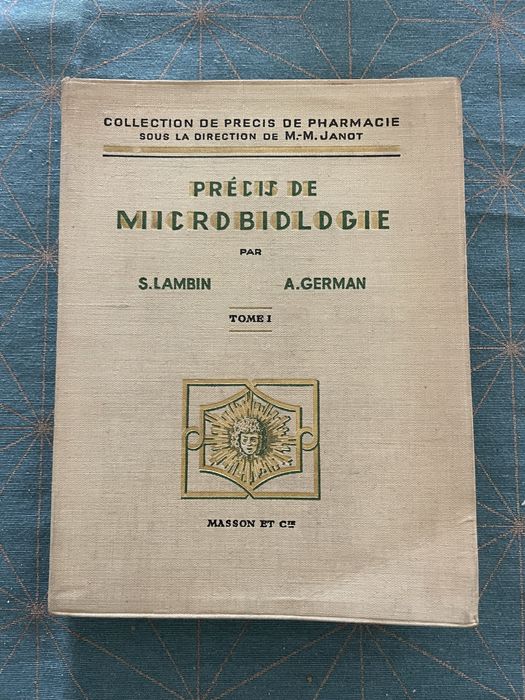 COLLECTION DE PRECIS DE PHARMACIE
SOUS LA DIRECTION DE M.-M. JANOT
PRÉCIS DE
MICROBIOLOGIE
PAR
S. LAMBIN A. GERMAN
TOME I
MASSON ET CIE